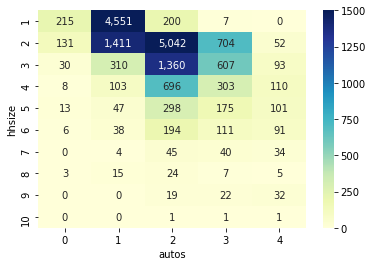 1 215 4,551 200 7 0
2 131 1,411 5,042 704 52
3 30 310 1,360 607 93
4 8 103 696 303 110
5 13 47 298 175 101
6 6 38 194 111 91
7 0 4 45 40 34
8 3 15 24 7 5
9 0 0 19 22 32
10 0 0 1 1 1
0 1 2 3 4
autos
hhsize
1500
1250
1000
750
500
250
0